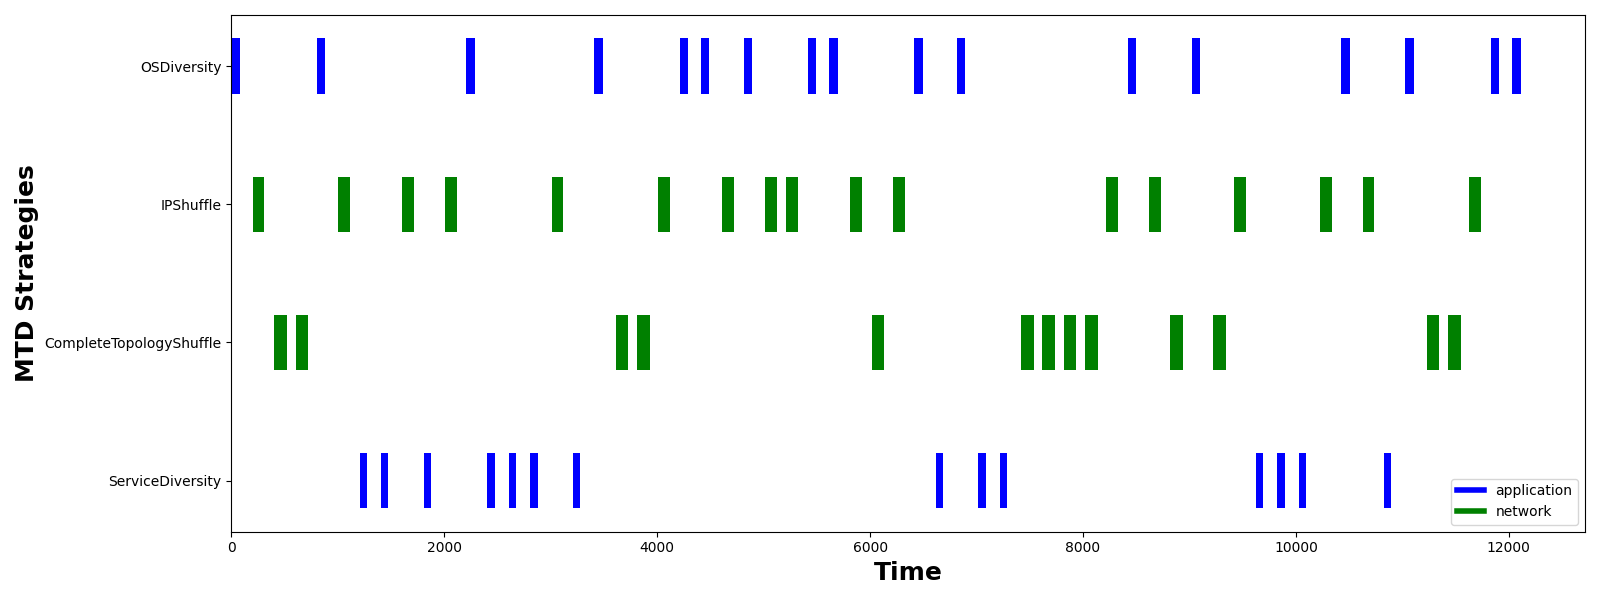 MTD Strategies
OSDiversity
IPShuffle
CompleteTopologyShuffle
ServiceDiversity
application
network
0 2000 4000 6000 8000 10000 12000
Time